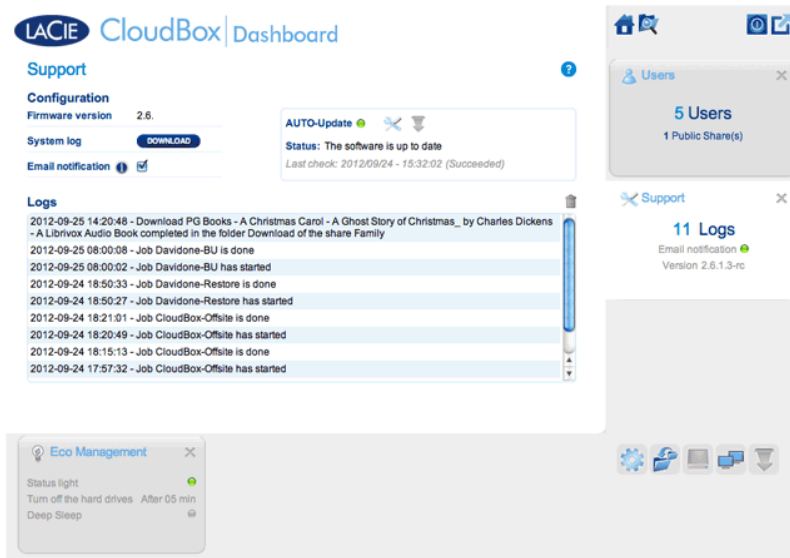 LACIE CloudBox Dashboard
Support
Configuration
Firmware version 2.6.
System log DOWNLOAD
Email notification
AUTO-Update
Status: The software is up to date
Last check: 2012/09/24 - 15:32:02 (Succeeded)
Logs
2012-09-25 14:20:48 - Download PG Books - A Christmas Carol - A Ghost Story of Christmas_ by Charles Dickens
- A Librivox Audio Book completed in the folder Download of the share Family
2012-09-25 08:00:08 - Job Davidone-BU is done
2012-09-25 08:00:02 - Job Davidone-BU has started
2012-09-24 18:50:33 - Job Davidone-Restore is done
2012-09-24 18:50:27 - Job Davidone-Restore has started
2012-09-24 18:21:01 - Job CloudBox-Offsite is done
2012-09-24 18:20:49 - Job CloudBox-Offsite has started
2012-09-24 18:15:13 - Job CloudBox-Offsite is done
2012-09-24 17:57:32 - Job CloudBox-Offsite has started
Users
5 Users
1 Public Share(s)
Support
11 Logs
Email notification
Version 2.6.1.3-rc
Eco Management
Status light
Turn off the hard drives After 05 min
Deep Sleep